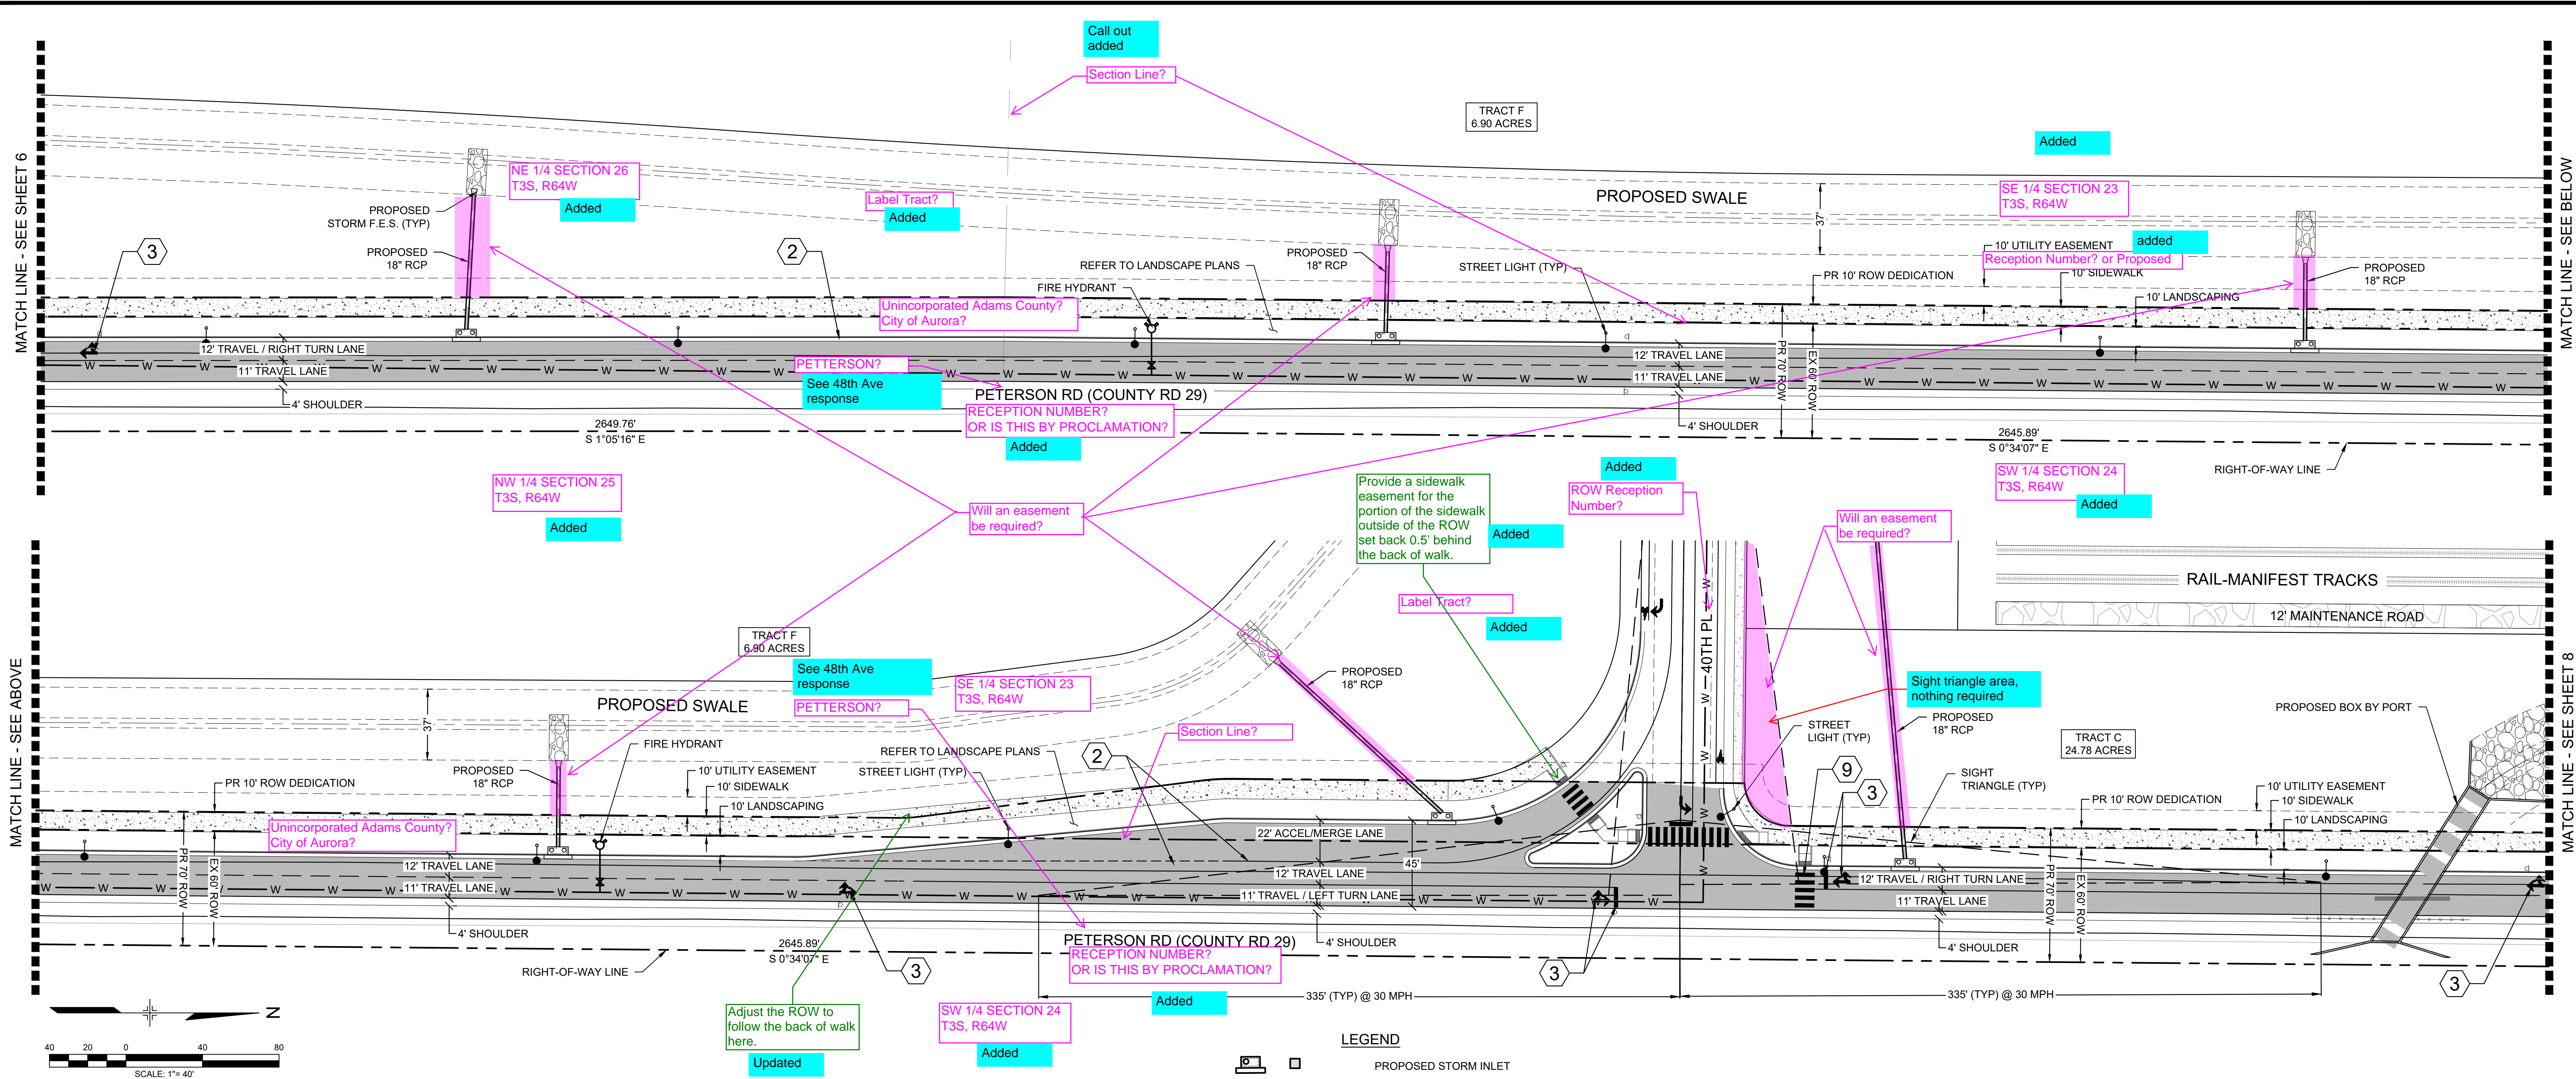 Call out
added
Section Line?
TRACT F
6.90 ACRES
Added
MATCH LINE - SEE SHEET 6
MATCH LINE - SEE BELOW
NE 1/4 SECTION 26
T3S, R64W
Added
Label Tract?
Added
PROPOSED SWALE
37'
SE 1/4 SECTION 23
T3S, R64W
PROPOSED
STORM F.E.S. (TYP)
3
PROPOSED
18" RCP
2
REFER TO LANDSCAPE PLANS
FIRE HYDRANT
PROPOSED
18" RCP
STREET LIGHT (TYP)
PR 10' ROW DEDICATION
10' UTILITY EASEMENT
added
Reception Number? or Proposed
10' SIDEWALK
10' LANDSCAPING
PROPOSED
18" RCP
Unincorporated Adams County?
City of Aurora?
12' TRAVEL / RIGHT TURN LANE
11' TRAVEL LANE
4' SHOULDER
PETTERSON?
See 48th Ave
response
PETERSON RD (COUNTY RD 29)
RECEPTION NUMBER?
OR IS THIS BY PROCLAMATION?
Added
12' TRAVEL LANE
11' TRAVEL LANE
4' SHOULDER
PR 70' ROW
EX 60' ROW
W W W W W W W W W W W W W W W W W W W W W W
2649.76'
S 1°05'16" E
2645.89'
S 0°34'07" E
RIGHT-OF-WAY LINE
NW 1/4 SECTION 25
T3S, R64W
Added
Will an easement
be required?
Provide a sidewalk
easement for the
portion of the sidewalk
outside of the ROW
set back 0.5' behind
the back of walk.
Added
Added
ROW Reception
Number?
Will an easement
be required?
SW 1/4 SECTION 24
T3S, R64W
Added
MATCH LINE - SEE ABOVE
MATCH LINE - SEE SHEET 8
RAIL-MANIFEST TRACKS
12' MAINTENANCE ROAD
Label Tract?
Added
40TH PL
TRACT F
6.90 ACRES
See 48th Ave
response
PETTERSON?
SE 1/4 SECTION 23
T3S, R64W
PROPOSED
18" RCP
Sight triangle area,
nothing required
PROPOSED SWALE
37'
Section Line?
PROPOSED
18" RCP
STREET
LIGHT (TYP)
TRACT C
24.78 ACRES
PROPOSED BOX BY PORT
FIRE HYDRANT
REFER TO LANDSCAPE PLANS
STREET LIGHT (TYP)
2
9
3
SIGHT
TRIANGLE (TYP)
PR 10' ROW DEDICATION
PROPOSED
18" RCP
10' UTILITY EASEMENT
10' SIDEWALK
10' LANDSCAPING
PR 10' ROW DEDICATION
10' UTILITY EASEMENT
10' SIDEWALK
10' LANDSCAPING
Unincorporated Adams County?
City of Aurora?
PR 70' ROW
EX 60' ROW
12' TRAVEL LANE
11' TRAVEL LANE
4' SHOULDER
22' ACCEL/MERGE LANE
45'
12' TRAVEL LANE
11' TRAVEL / LEFT TURN LANE
4' SHOULDER
12' TRAVEL / RIGHT TURN LANE
11' TRAVEL LANE
4' SHOULDER
PR 70' ROW
EX 60' ROW
2645.89'
S 0°34'07" E
RIGHT-OF-WAY LINE
3
PETERSON RD (COUNTY RD 29)
RECEPTION NUMBER?
OR IS THIS BY PROCLAMATION?
Added
3
3
335' (TYP) @ 30 MPH
335' (TYP) @ 30 MPH
Adjust the ROW to
follow the back of walk
here.
Updated
SW 1/4 SECTION 24
T3S, R64W
Added
N
40 20 0 40 80
SCALE: 1"= 40'
LEGEND
PROPOSED STORM INLET